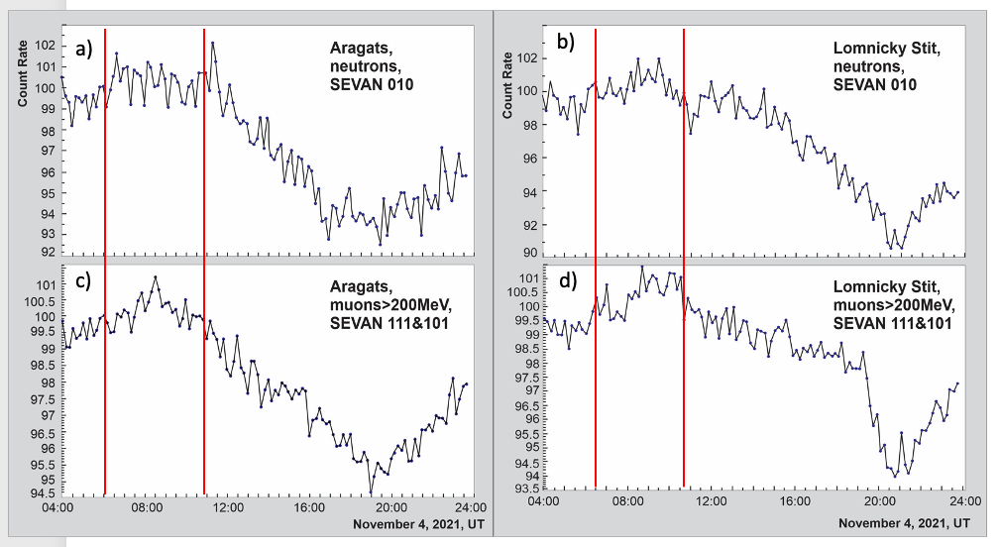 a)
Aragats,
neutrons,
SEVAN 010
Count Rate
102
101
100
99
98
97
96
95
94
93
92
b)
Lomnicky Stit,
neutrons,
SEVAN 010
Count Rate
102
100
98
96
94
92
90
c)
Aragats,
muons>200MeV,
SEVAN 111&101
101
100.5
100
99.5
99
98.5
98
97.5
97
96.5
96
95.5
95
94.5
04:00 08:00 12:00 16:00 20:00 24:00
November 4, 2021, UT
d)
Lomnicky Stit,
muons>200MeV,
SEVAN 111&101
101
100.5
100
99.5
99
98.5
98
97.5
97
96.5
96
95.5
95
94.5
94
93.5
04:00 08:00 12:00 16:00 20:00 24:00
November 4, 2021, UT